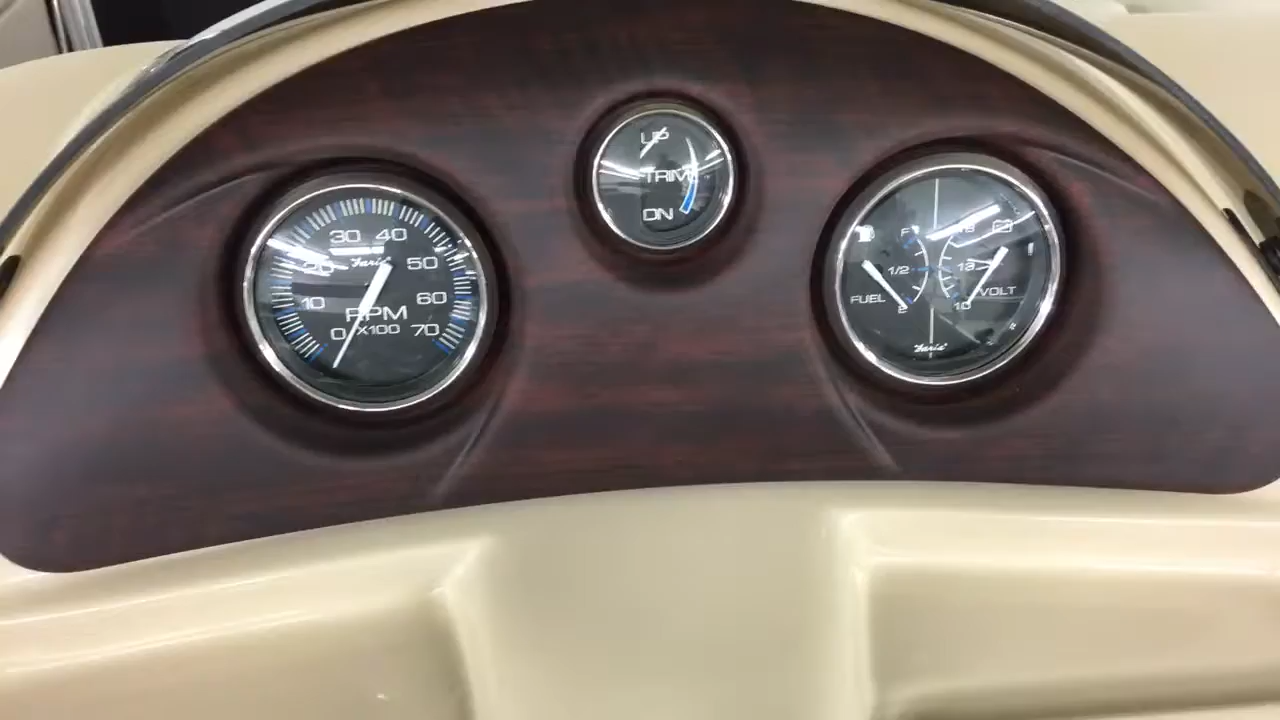 30 40
20 Faria® 50
10 60
RPM
0 X100 70
UP
TRIM
DN
F
1/2 13
FUEL VOLT
10
Faria®